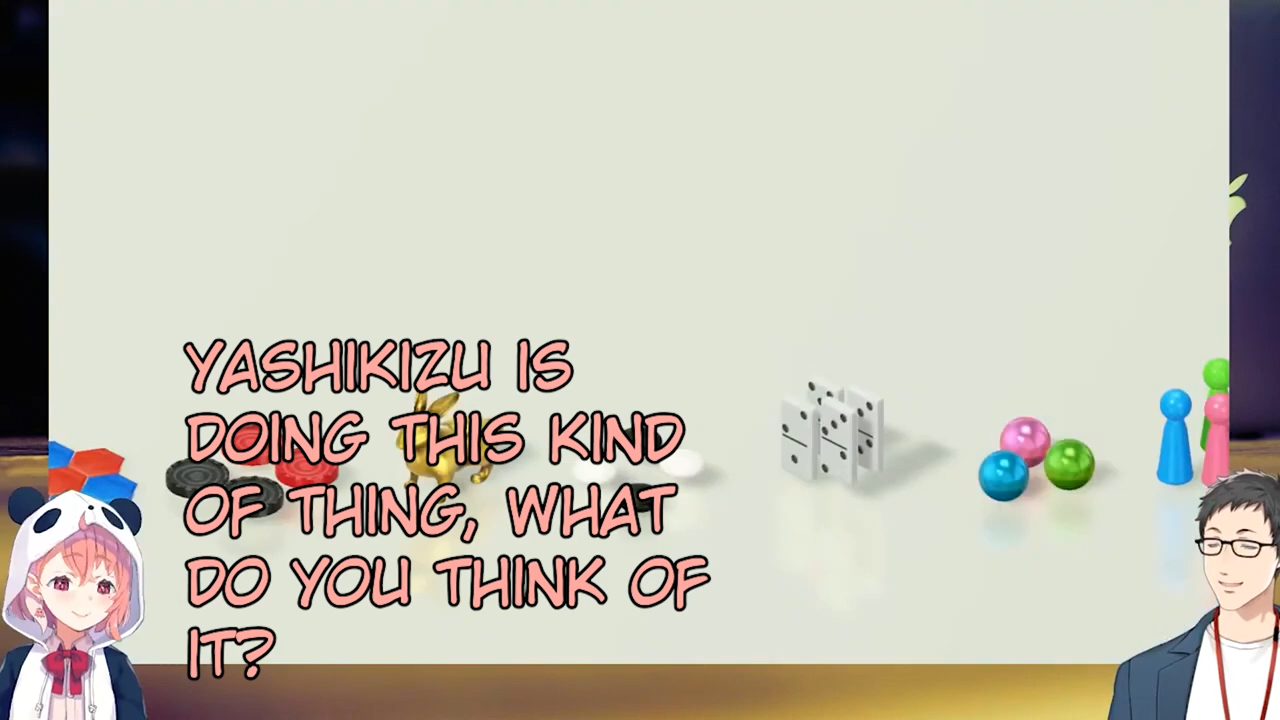 YASHIKIZU IS
DOING THIS KIND
OF THING, WHAT
DO YOU THINK OF
IT?